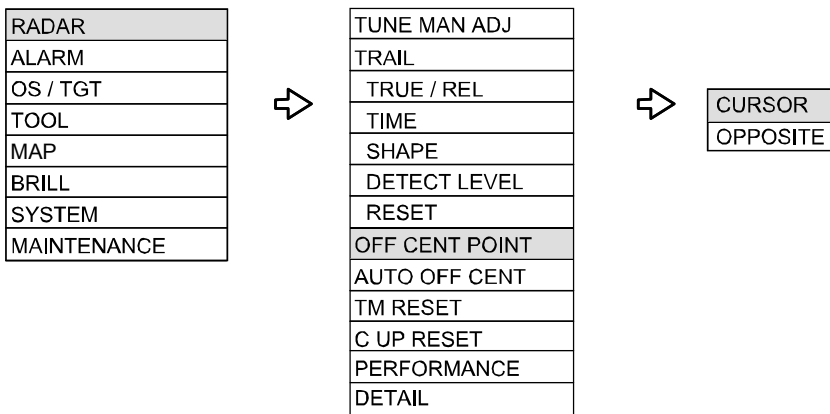 RADAR
ALARM
OS / TGT
TOOL
MAP
BRILL
SYSTEM
MAINTENANCE
TUNE MAN ADJ
TRAIL
TRUE / REL
TIME
SHAPE
DETECT LEVEL
RESET
OFF CENT POINT
AUTO OFF CENT
TM RESET
C UP RESET
PERFORMANCE
DETAIL
CURSOR
OPPOSITE